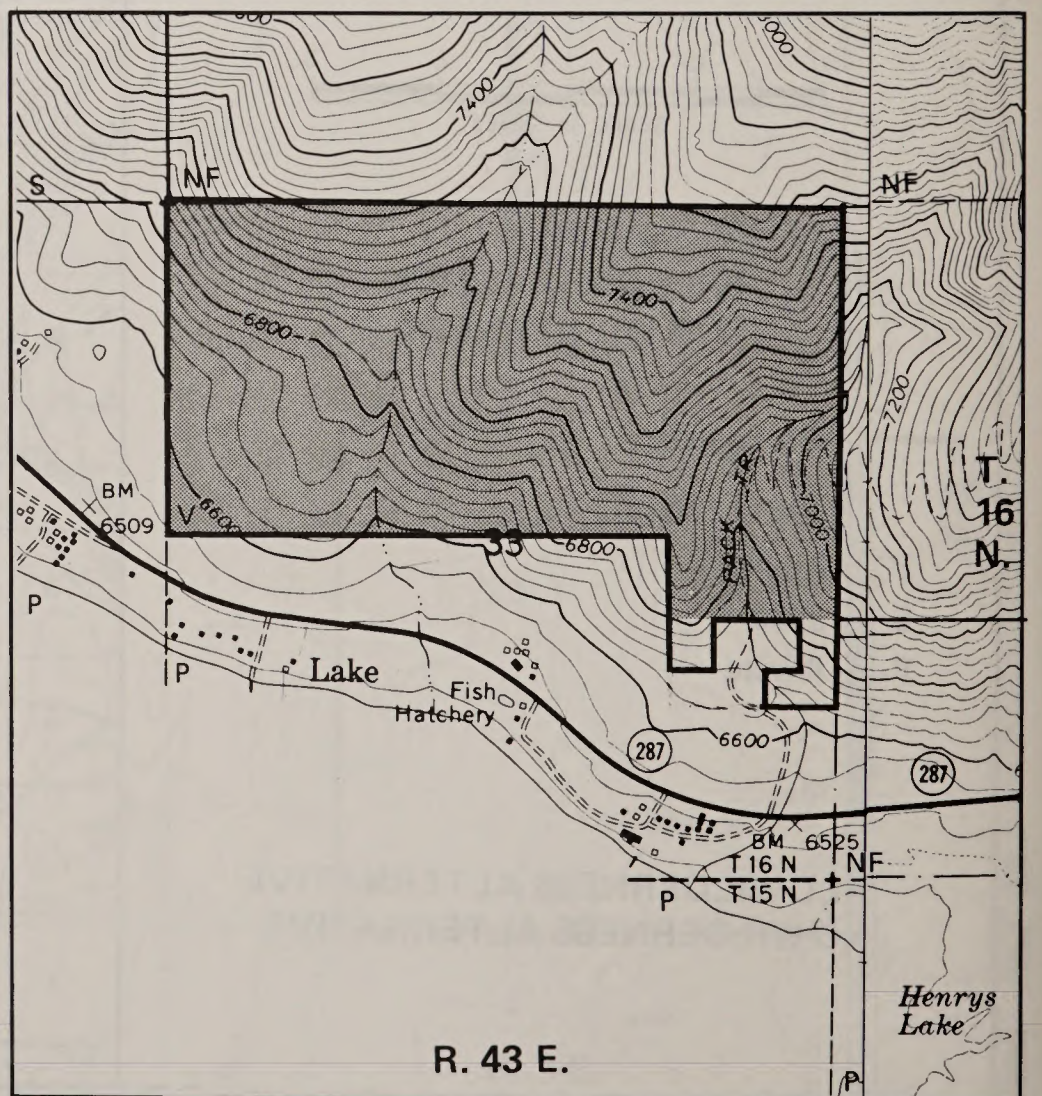 7400
S
NF
NF
7400
6800
7200
T.
16
N.
PACK TR
7000
BM
6509
V
6600
33
6800
P
P
Lake
Fish
Hatchery
287
6600
287
BM 6525
T 16 N
NF
P
T 15 N
Henrys
Lake
R. 43 E.
P